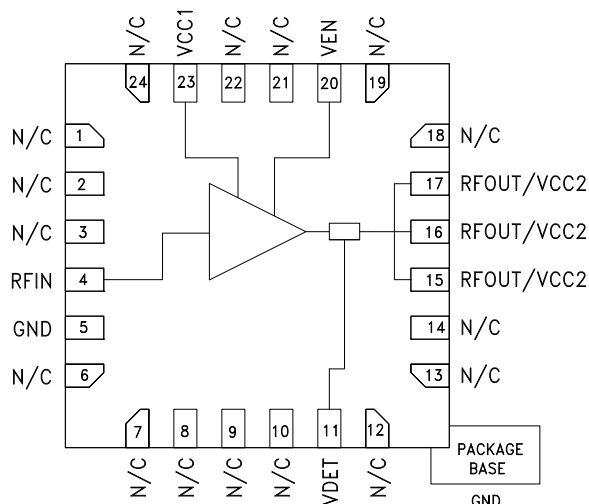 N/C
VCC1
N/C
N/C
VEN
N/C
24
23
22
21
20
19
N/C 1
18 N/C
N/C 2
17 RFOUT/VCC2
N/C 3
16 RFOUT/VCC2
RFIN 4
15 RFOUT/VCC2
GND 5
14 N/C
N/C 6
13 N/C
7
8
9
10
11
12
N/C
N/C
N/C
N/C
VDET
N/C
PACKAGE
BASE
GND